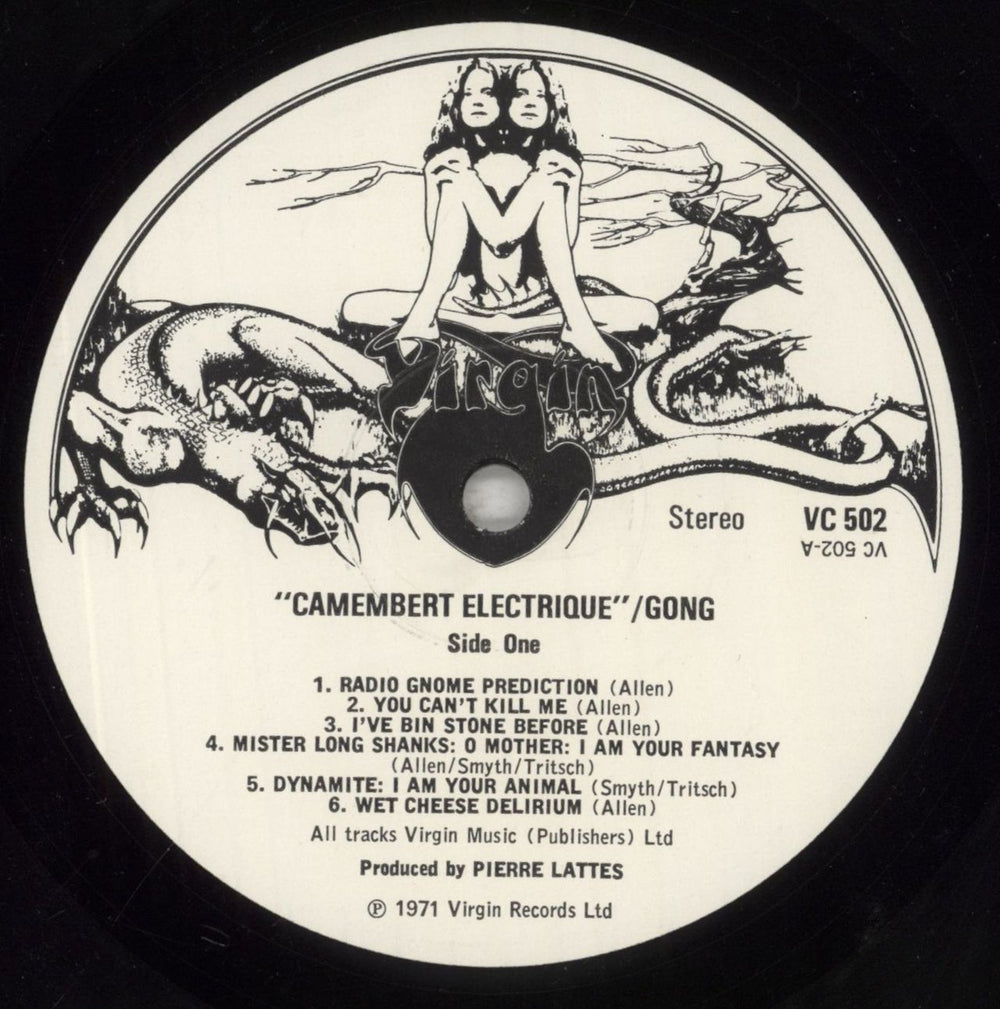 Virgin
Stereo VC 502
VC 502-A
"CAMEMBERT ELECTRIQUE"/GONG
Side One
1. RADIO GNOME PREDICTION (Allen)
2. YOU CAN'T KILL ME (Allen)
3. I'VE BIN STONE BEFORE (Allen)
4. MISTER LONG SHANKS: O MOTHER: I AM YOUR FANTASY
(Allen/Smyth/Tritsch)
5. DYNAMITE: I AM YOUR ANIMAL (Smyth/Tritsch)
6. WET CHEESE DELIRIUM (Allen)
All tracks Virgin Music (Publishers) Ltd
Produced by PIERRE LATTES
℗ 1971 Virgin Records Ltd